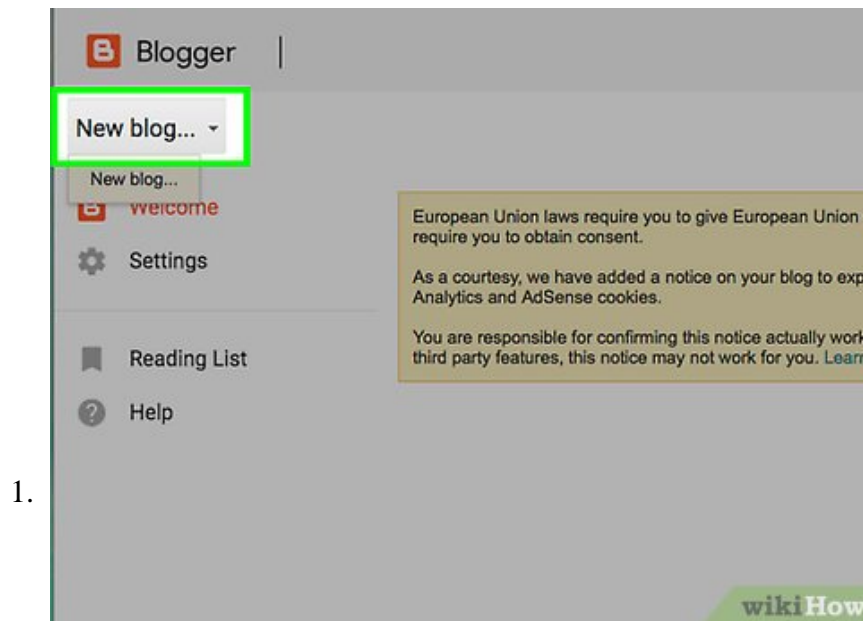 Blogger
New blog...
New blog...
Welcome
Settings
Reading List
Help
European Union laws require you to give European Union
require you to obtain consent.
As a courtesy, we have added a notice on your blog to exp
Analytics and AdSense cookies.
You are responsible for confirming this notice actually work
third party features, this notice may not work for you. Learn
1.
wikiHow